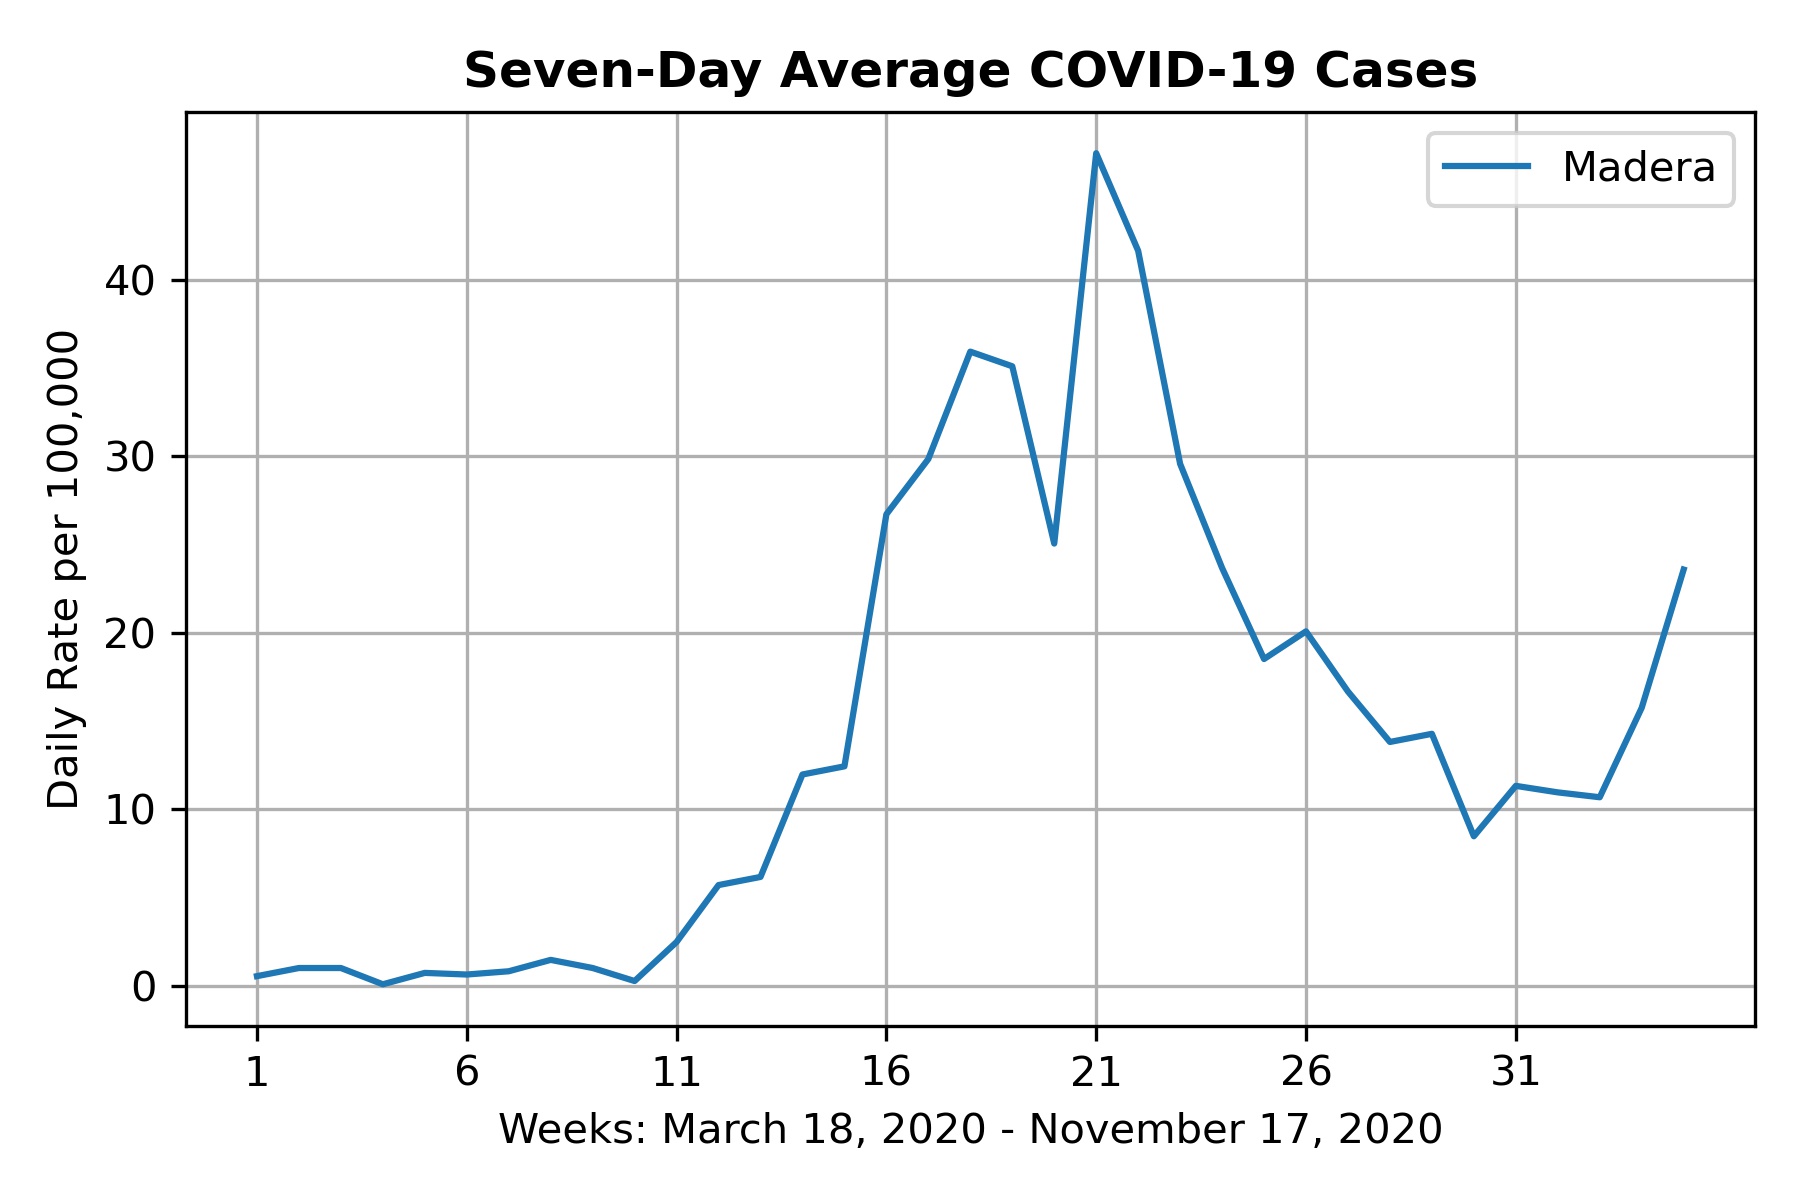 Seven-Day Average COVID-19 Cases
Madera
Daily Rate per 100,000
40
30
20
10
0
1 6 11 16 21 26 31
Weeks: March 18, 2020 - November 17, 2020